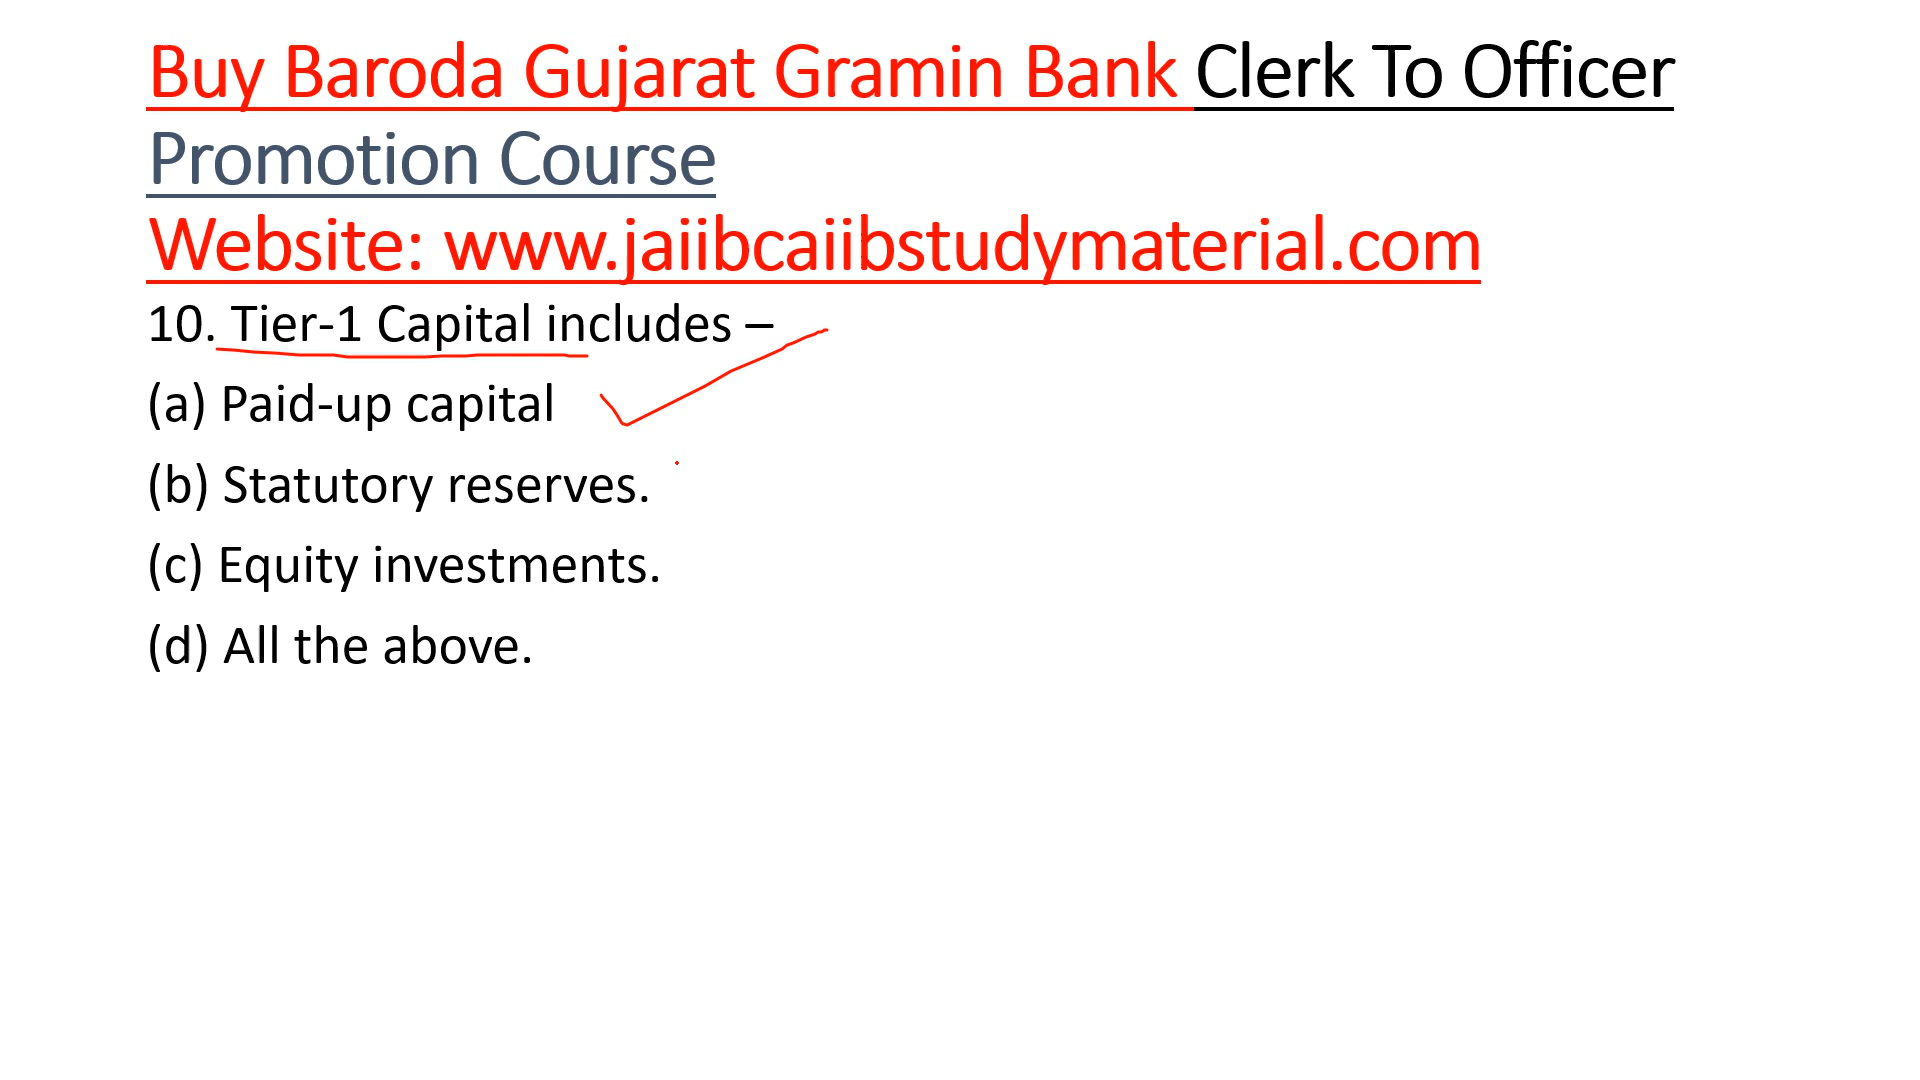 Buy Baroda Gujarat Gramin Bank Clerk To Officer
Promotion Course
Website: www.jaiibcaiibstudymaterial.com
10. Tier-1 Capital includes –
(a) Paid-up capital
(b) Statutory reserves.
(c) Equity investments.
(d) All the above.